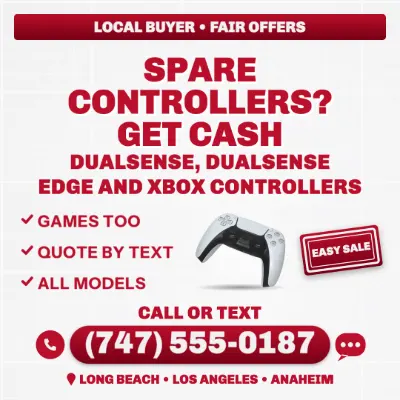 LOCAL BUYER • FAIR OFFERS
SPARE
CONTROLLERS?
GET CASH
DUALSENSE, DUALSENSE
EDGE AND XBOX CONTROLLERS
GAMES TOO
QUOTE BY TEXT
ALL MODELS
EASY SALE
CALL OR TEXT
(747) 555-0187
LONG BEACH • LOS ANGELES • ANAHEIM